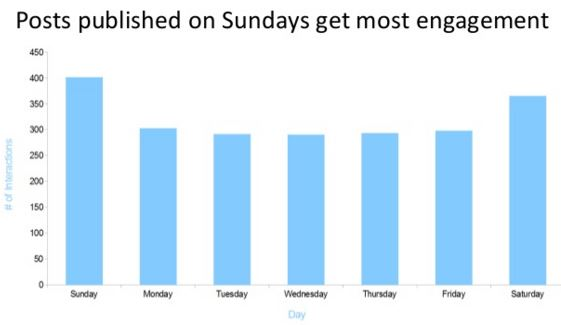 Posts published on Sundays get most engagement
450
400
350
300
250
200
150
100
50
0
# of Interactions
Sunday Monday Tuesday Wednesday Thursday Friday Saturday
Day